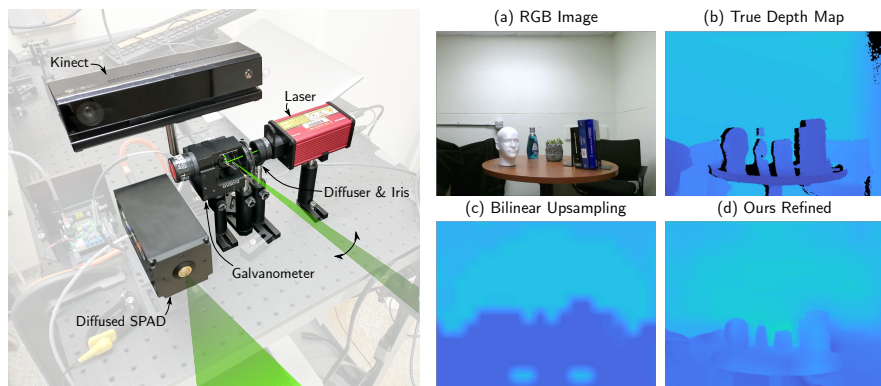 Kinect
Laser
Diffuser & Iris
Galvanometer
Diffused SPAD
(a) RGB Image
(b) True Depth Map
(c) Bilinear Upsampling
(d) Ours Refined